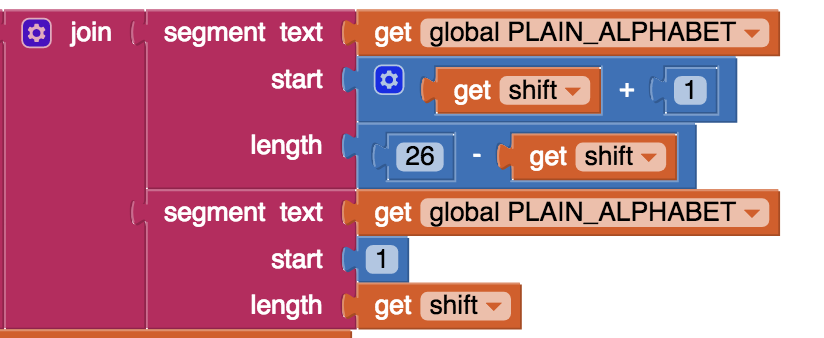 join segment text get global PLAIN_ALPHABET
start get shift + 1
length 26 - get shift
segment text get global PLAIN_ALPHABET
start 1
length get shift